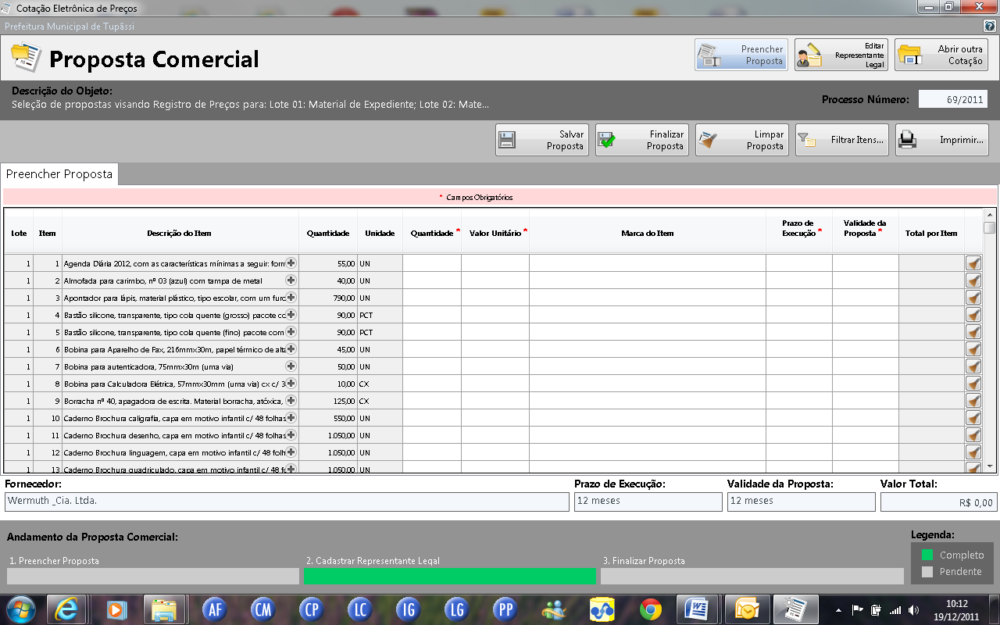 Cotação Eletrônica de Preços
Prefeitura Municipal de Tupãssi
Proposta Comercial
Preencher
Proposta
Editar
Representante
Legal
Abrir outra
Cotação
Descrição do Objeto:
Seleção de propostas visando Registro de Preços para: Lote 01: Material de Expediente; Lote 02: Mate...
Processo Número: 69/2011
Salvar
Proposta
Finalizar
Proposta
Limpar
Proposta
Filtrar Itens...
Imprimir...
Preencher Proposta
* Campos Obrigatórios
Lote Item Descrição do Item Quantidade Unidade Quantidade * Valor Unitário * Marca do Item Prazo de Execução * Validade da Proposta * Total por Item
1 1 Agenda Diária 2012, com as características mínimas a seguir: form 55,00 UN
1 2 Almofada para carimbo, nº 03 (azul) com tampa de metal 40,00 UN
1 3 Apontador para lápis, material plástico, tipo escolar, com um furo 790,00 UN
1 4 Bastão silicone, transparente, tipo cola quente (grosso) pacote co 90,00 PCT
1 5 Bastão silicone, transparente, tipo cola quente (fino) pacote com 90,00 PCT
1 6 Bobina para Aparelho de Fax, 216mmx30m, papel térmico de alta 45,00 UN
1 7 Bobina para autenticadora, 75mmx30m (uma via) 50,00 UN
1 8 Bobina para Calculadora Elétrica, 57mmx30mm (uma via) cx c/ 3 10,00 CX
1 9 Borracha nº 40, apagadora de escrita. Material borracha, atóxica, 125,00 CX
1 10 Caderno Brochura caligrafia, capa em motivo infantil c/ 48 folhas 550,00 UN
1 11 Caderno Brochura desenho, capa em motivo infantil c/ 48 folhas 1.050,00 UN
1 12 Caderno Brochura linguagem, capa em motivo infantil c/ 48 folh 1.050,00 UN
1 13 Caderno Brochura quadriculado, capa em motivo infantil c/ 48 fo 1.050,00 UN
Fornecedor: Prazo de Execução: Validade da Proposta: Valor Total:
Wermuth _Cia. Ltda. 12 meses 12 meses R$ 0,00
Andamento da Proposta Comercial:
1. Preencher Proposta 2. Cadastrar Representante Legal 3. Finalizar Proposta
Legenda:
Completo
Pendente
AF CM CP LC IG LG PP
10:12
19/12/2011